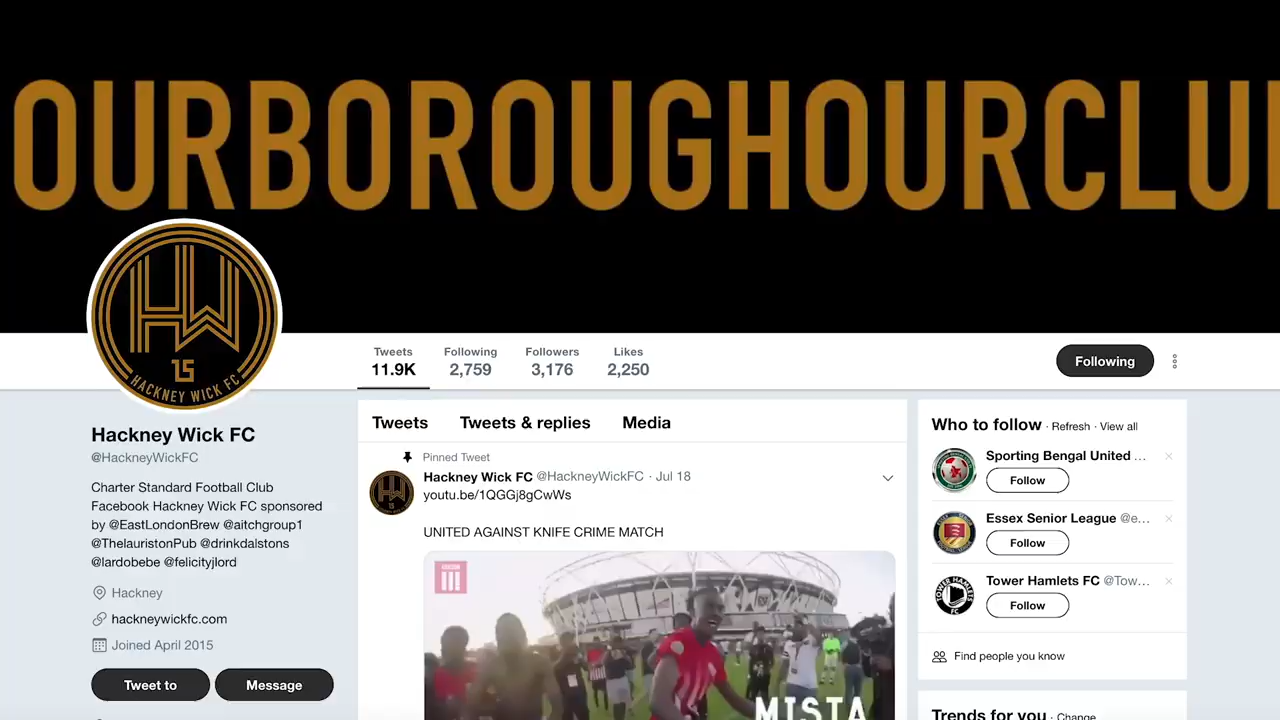 OURBOROUGHOURCLU
HW
15
HACKNEY WICK FC
Tweets
11.9K
Following
2,759
Followers
3,176
Likes
2,250
Following
Hackney Wick FC
@HackneyWickFC
Charter Standard Football Club
Facebook Hackney Wick FC sponsored
by @EastLondonBrew @aitchgroup1
@ThelauristonPub @drinkdalstons
@lardobebe @felicityjlord
Hackney
hackneywickfc.com
Joined April 2015
Tweet to
Message
Tweets Tweets & replies Media
Pinned Tweet
Hackney Wick FC @HackneyWickFC · Jul 18
youtu.be/1QGGj8gCwWs
UNITED AGAINST KNIFE CRIME MATCH
MISTA
Who to follow · Refresh · View all
Sporting Bengal United ...
Follow
Essex Senior League @e...
Follow
TOWER HAMLETS
FC
Tower Hamlets FC @Tow...
Follow
Find people you know
Trends for you · Change